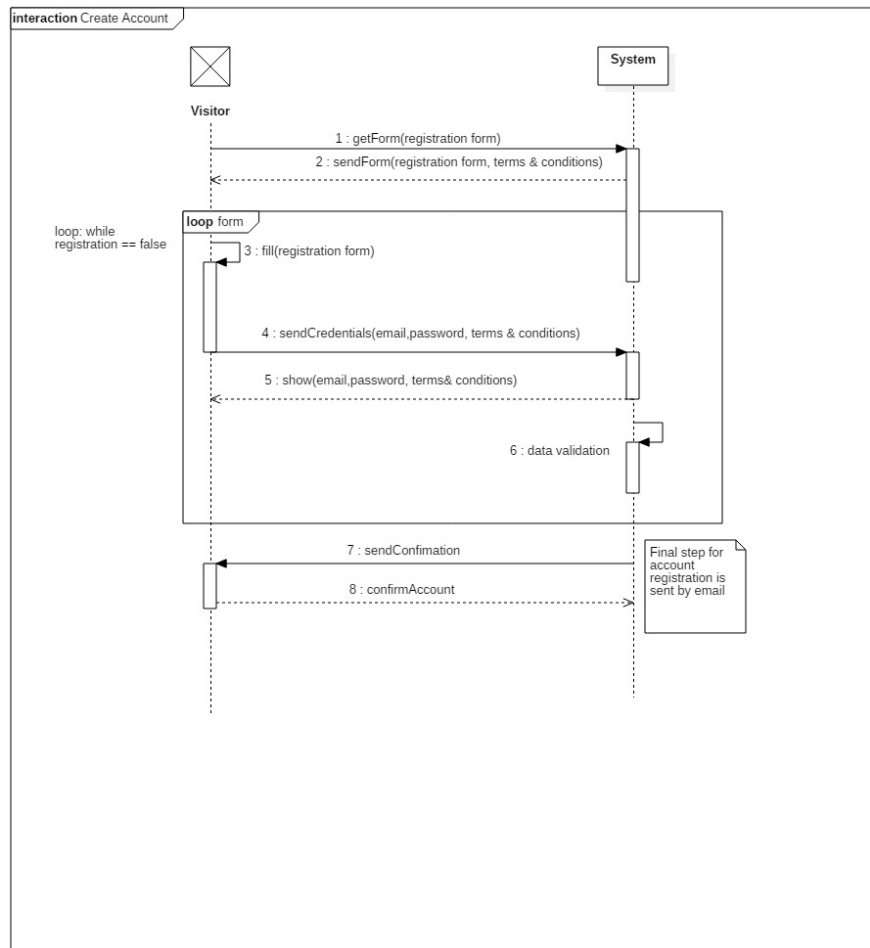 interaction Create Account
System
Visitor
1 : getForm(registration form)
2 : sendForm(registration form, terms & conditions)
loop form
loop: while
registration == false
3 : fill(registration form)
4 : sendCredentials(email,password, terms & conditions)
5 : show(email,password, terms& conditions)
6 : data validation
7 : sendConfimation
Final step for
account
registration is
sent by email
8 : confirmAccount